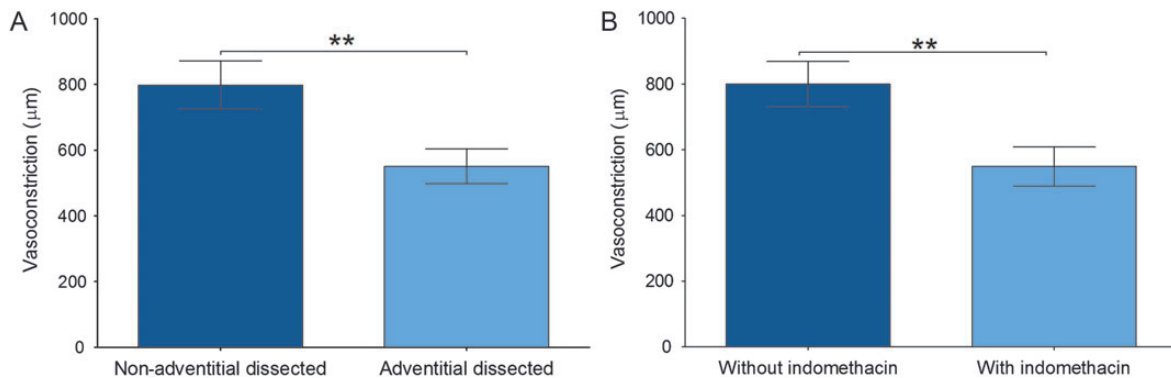 A
Vasoconstriction (μm)
1000
800
600
400
200
0
**
Non-adventitial dissected
Adventitial dissected
B
Vasoconstriction (μm)
1000
800
600
400
200
0
**
Without indomethacin
With indomethacin